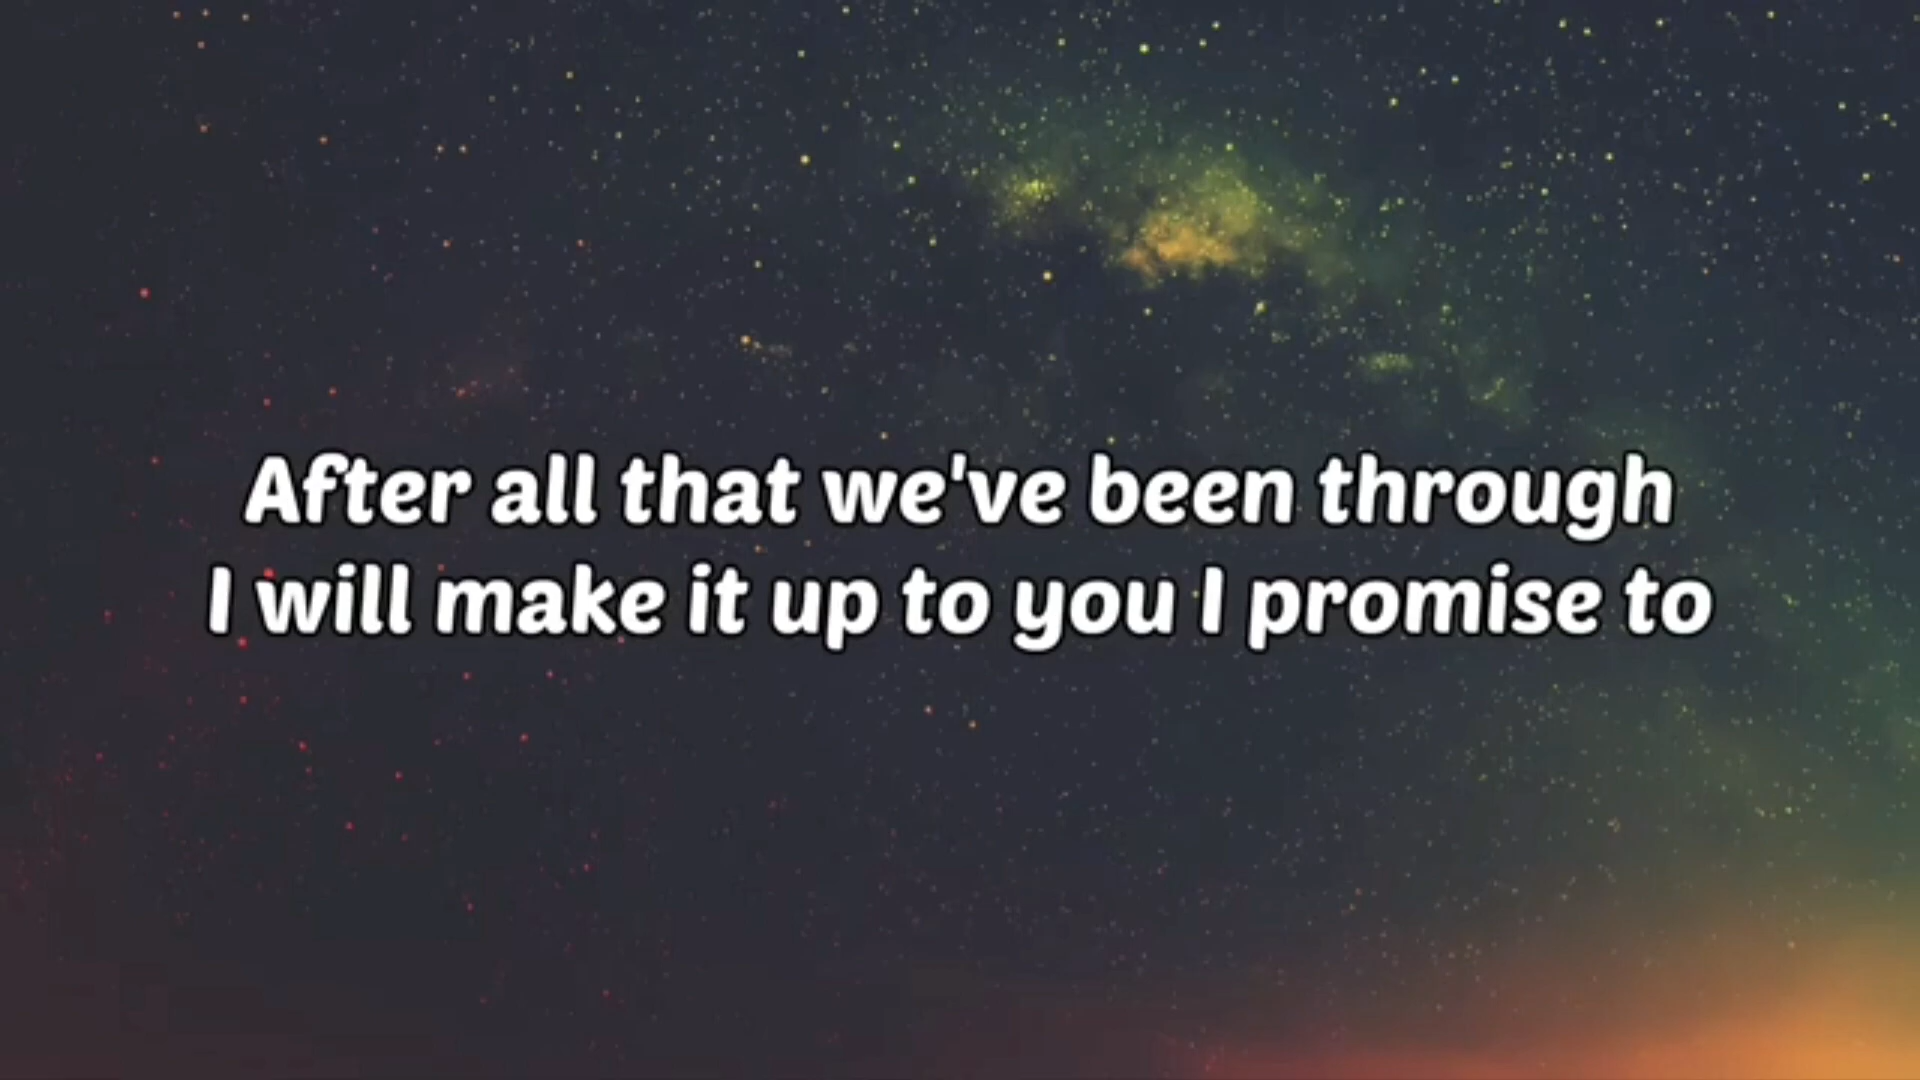 After all that we've been through
I will make it up to you I promise to